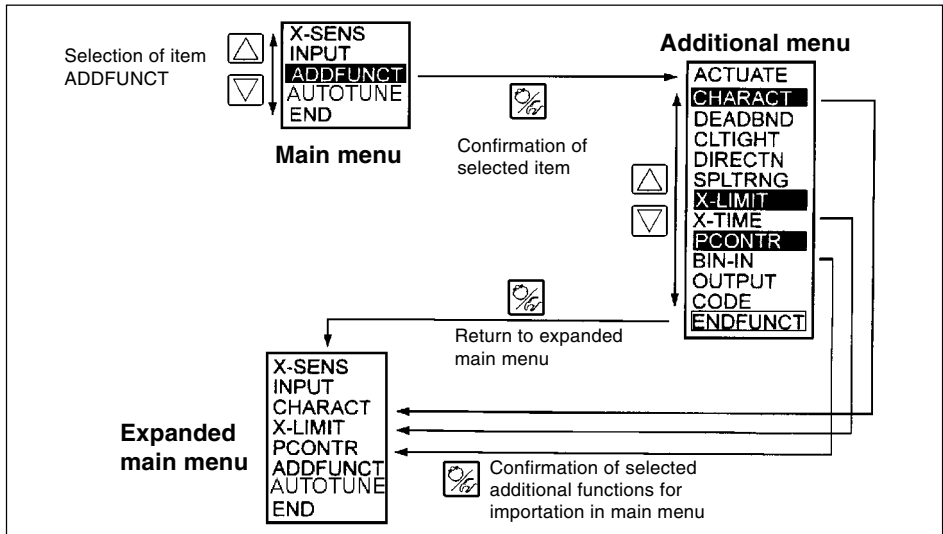 Selection of item
ADDFUNCT
X-SENS
INPUT
ADDFUNCT
AUTOTUNE
END
Main menu
Confirmation of
selected item
Additional menu
ACTUATE
CHARACT
DEADBND
CLTIGHT
DIRECTN
SPLTRNG
X-LIMIT
X-TIME
PCONTR
BIN-IN
OUTPUT
CODE
ENDFUNCT
Return to expanded
main menu
Expanded
main menu
X-SENS
INPUT
CHARACT
X-LIMIT
PCONTR
ADDFUNCT
AUTOTUNE
END
Confirmation of selected
additional functions for
importation in main menu